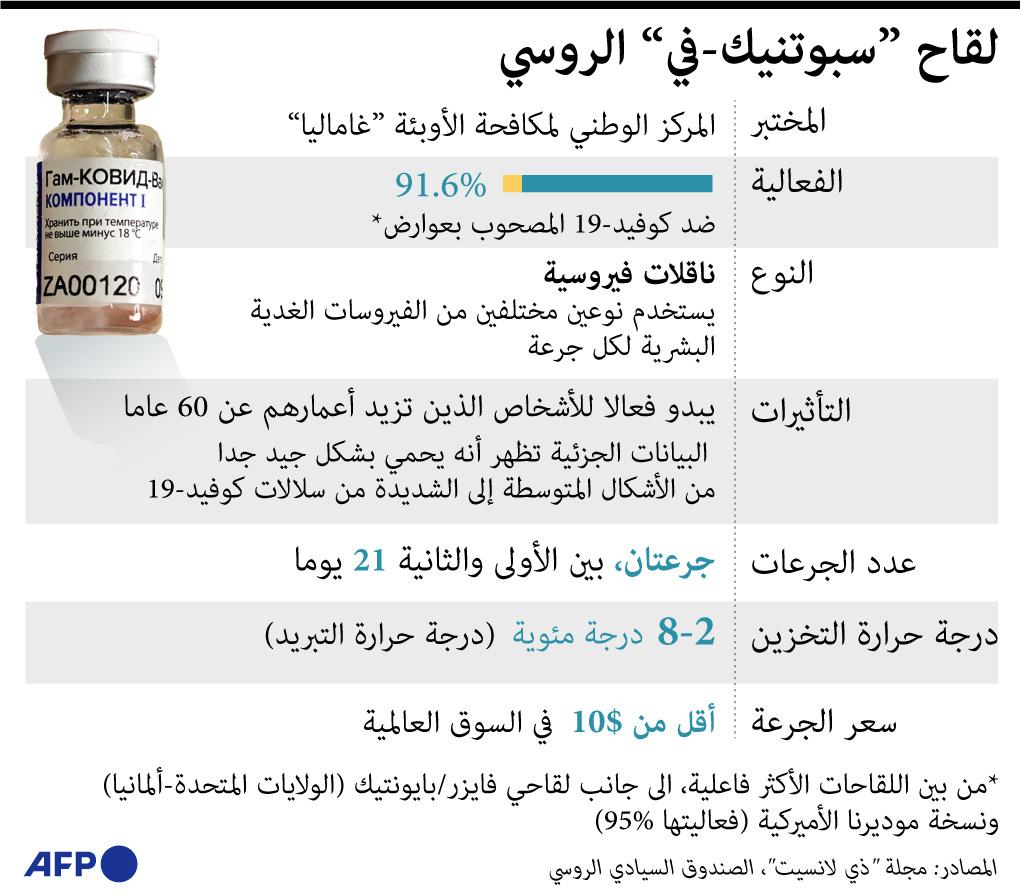 لقاح ”سبوتنيك-في“ الروسي
المختبر
المركز الوطني لمكافحة الأوبئة ”غاماليا“
الفعالية
91.6%
ضد كوفيد-19 المصحوب بعوارض*
النوع
ناقلات فيروسية
يستخدم نوعين مختلفين من الفيروسات الغدية
البشرية لكل جرعة
التأثيرات
يبدو فعالا للأشخاص الذين تزيد أعمارهم عن 60 عاما
البيانات الجزئية تظهر أنه يحمي بشكل جيد جدا
من الأشكال المتوسطة إلى الشديدة من سلالات كوفيد-19
عدد الجرعات
جرعتان، بين الأولى والثانية 21 يوما
درجة حرارة التخزين
8-2 درجة مئوية (درجة حرارة التبريد)
سعر الجرعة
أقل من 10$ في السوق العالمية
*من بين اللقاحات الأكثر فاعلية، الى جانب لقاحي فايزر/بايونتيك (الولايات المتحدة-ألمانيا)
ونسخة موديرنا الأميركية (فعاليتها 95%)
المصادر: مجلة "ذي لانسيت"، الصندوق السيادي الروسي
AFP
Гам-КОВИД-Ва
КОМПОНЕНТ I
Хранить при температуре
не выше минус 18 °C
Серия
ZA00120